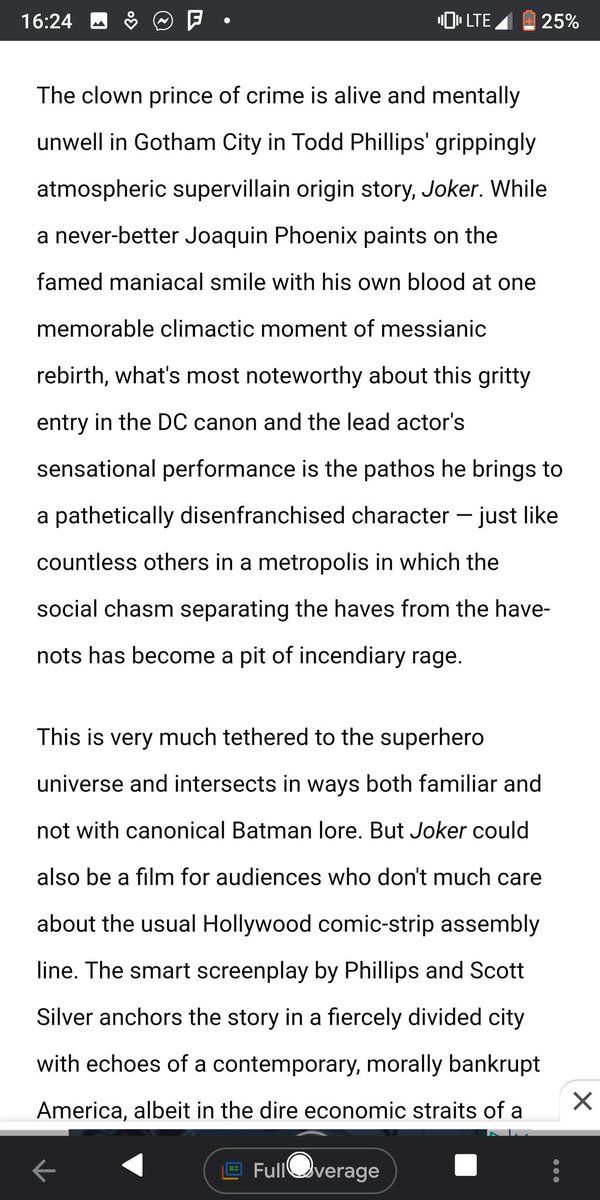 16:24
LTE
25%
The clown prince of crime is alive and mentally
unwell in Gotham City in Todd Phillips' grippingly
atmospheric supervillain origin story, Joker. While
a never-better Joaquin Phoenix paints on the
famed maniacal smile with his own blood at one
memorable climactic moment of messianic
rebirth, what's most noteworthy about this gritty
entry in the DC canon and the lead actor's
sensational performance is the pathos he brings to
a pathetically disenfranchised character — just like
countless others in a metropolis in which the
social chasm separating the haves from the have-
nots has become a pit of incendiary rage.
This is very much tethered to the superhero
universe and intersects in ways both familiar and
not with canonical Batman lore. But Joker could
also be a film for audiences who don't much care
about the usual Hollywood comic-strip assembly
line. The smart screenplay by Phillips and Scott
Silver anchors the story in a fiercely divided city
with echoes of a contemporary, morally bankrupt
America, albeit in the dire economic straits of a
Full